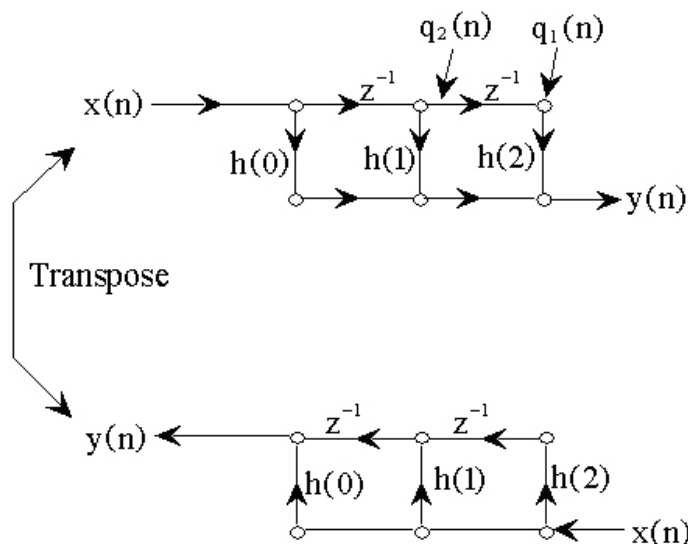 q₂(n) q₁(n)
x(n) z⁻¹ z⁻¹
h(0) h(1) h(2)
y(n)
Transpose
y(n) z⁻¹ z⁻¹
h(0) h(1) h(2)
x(n)